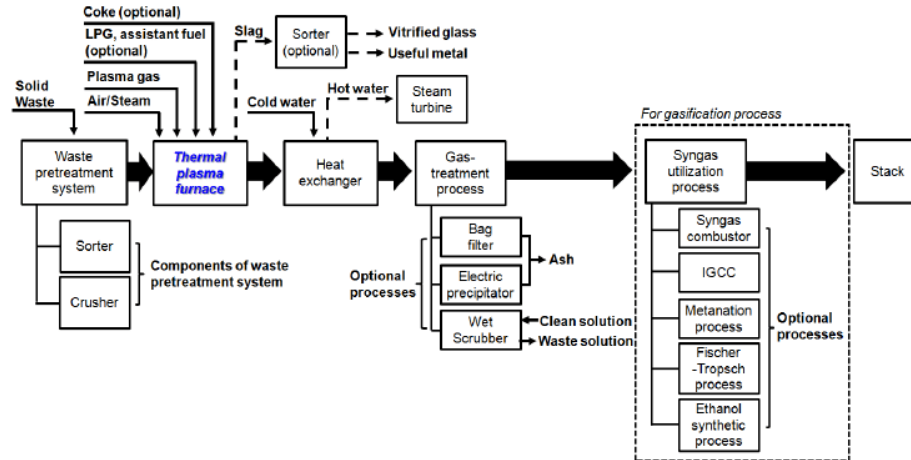 Coke (optional)
LPG, assistant fuel
(optional)
Plasma gas
Air/Steam
Solid
Waste
Slag
Sorter
(optional)
Vitrified glass
Useful metal
Cold water
Hot water
Steam
turbine
For gasification process
Waste
pretreatment
system
Thermal
plasma
furnace
Heat
exchanger
Gas-
treatment
process
Syngas
utilization
process
Stack
Sorter
Crusher
Components of waste
pretreatment system
Optional
processes
Bag
filter
Electric
precipitator
Ash
Wet
Scrubber
Clean solution
Waste solution
Syngas
combustor
IGCC
Metanation
process
Fischer
-Tropsch
process
Ethanol
synthetic
process
Optional
processes